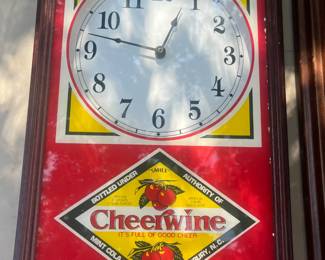 1
2
3
4
5
6
7
8
9
10
BOTTLED UNDER
AUTHORITY OF
Cheerwine
IT'S FULL OF GOOD CHEER
MINT COLA
BURY, N.C.